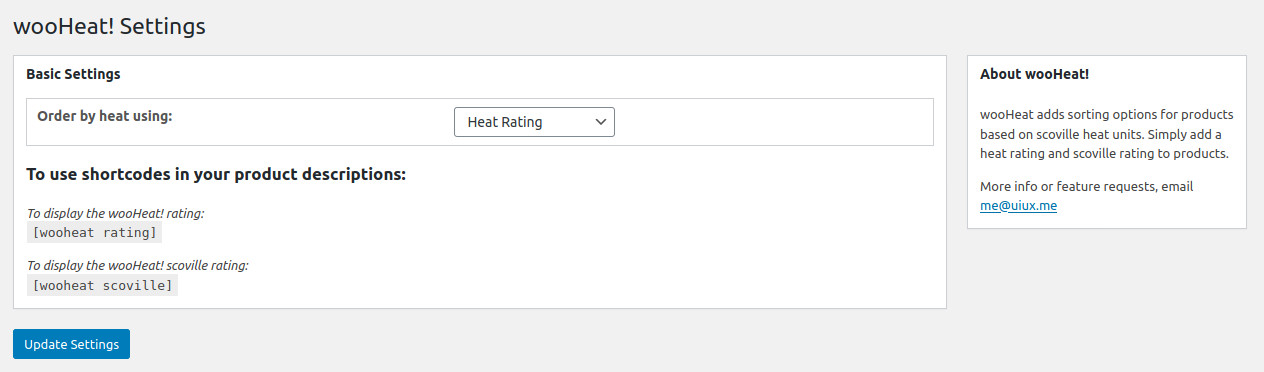 wooHeat! Settings
Basic Settings
Order by heat using:
Heat Rating
To use shortcodes in your product descriptions:
To display the wooHeat! rating:
[wooheat rating]
To display the wooHeat! scoville rating:
[wooheat scoville]
Update Settings
About wooHeat!
wooHeat adds sorting options for products
based on scoville heat units. Simply add a
heat rating and scoville rating to products.
More info or feature requests, email
me@uiux.me